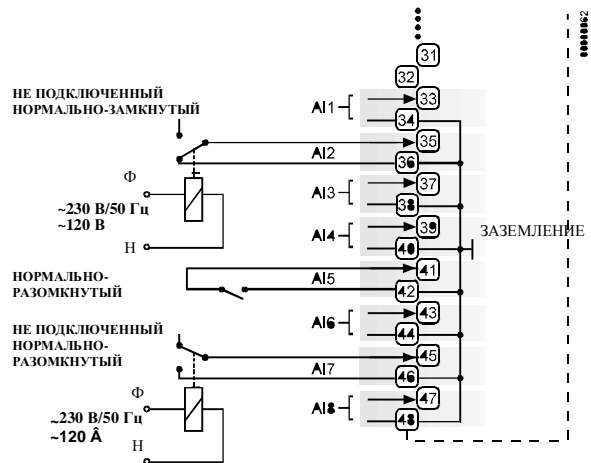 31
32
НЕ ПОДКЛЮЧЕННЫЙ
НОРМАЛЬНО-ЗАМКНУТЫЙ
AI1
33
34
AI2
35
36
Ф
~230 В/50 Гц
~120 В
Н
AI3
37
38
AI4
39
40
ЗАЗЕМЛЕНИЕ
НОРМАЛЬНО-
РАЗОМКНУТЫЙ
AI5
41
42
НЕ ПОДКЛЮЧЕННЫЙ
НОРМАЛЬНО-
РАЗОМКНУТЫЙ
AI6
43
44
AI7
45
46
Ф
~230 В/50 Гц
~120 Â
Н
AI8
47
48